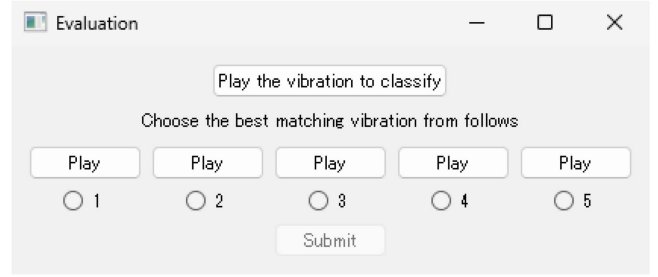 Evaluation
Play the vibration to classify
Choose the best matching vibration from follows
Play Play Play Play Play
1 2 3 4 5
Submit